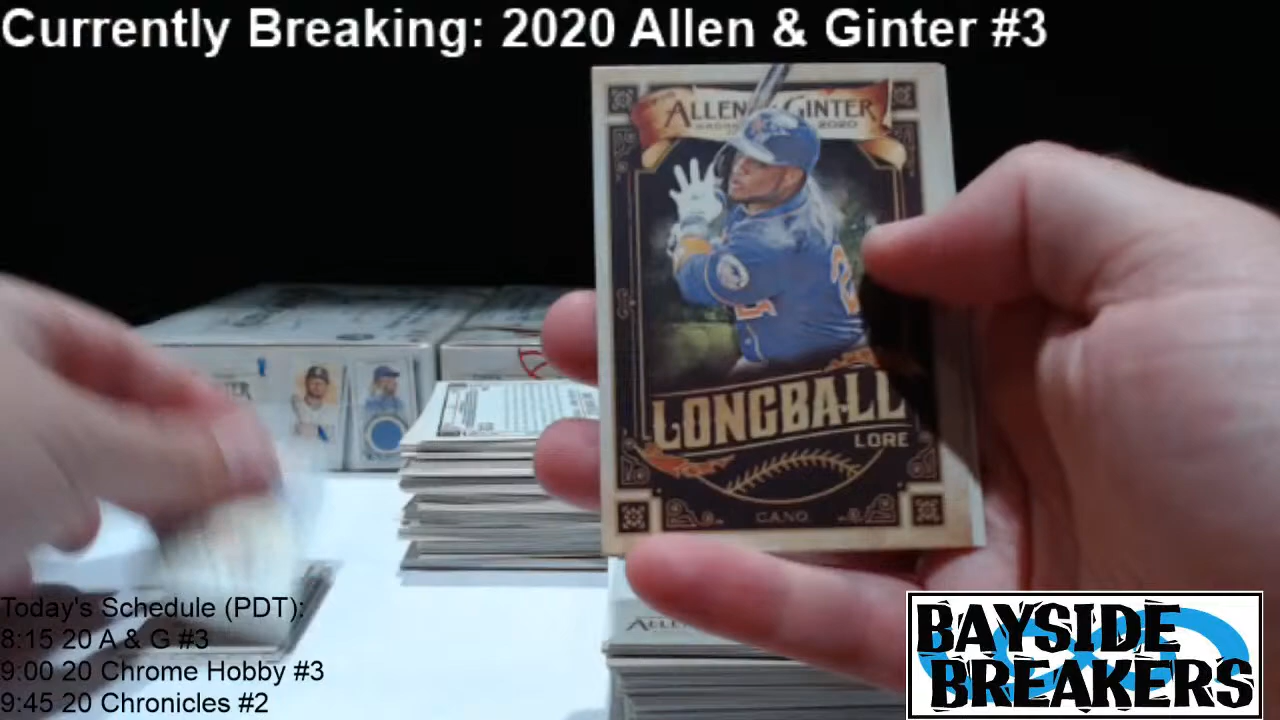 Currently Breaking: 2020 Allen & Ginter #3
ALLEN & GINTER
2020
LONGBALL
LORE
CANO
Today's Schedule (PDT):
8:15 20 A & G #3
9:00 20 Chrome Hobby #3
9:45 20 Chronicles #2
BAYSIDE
BREAKERS